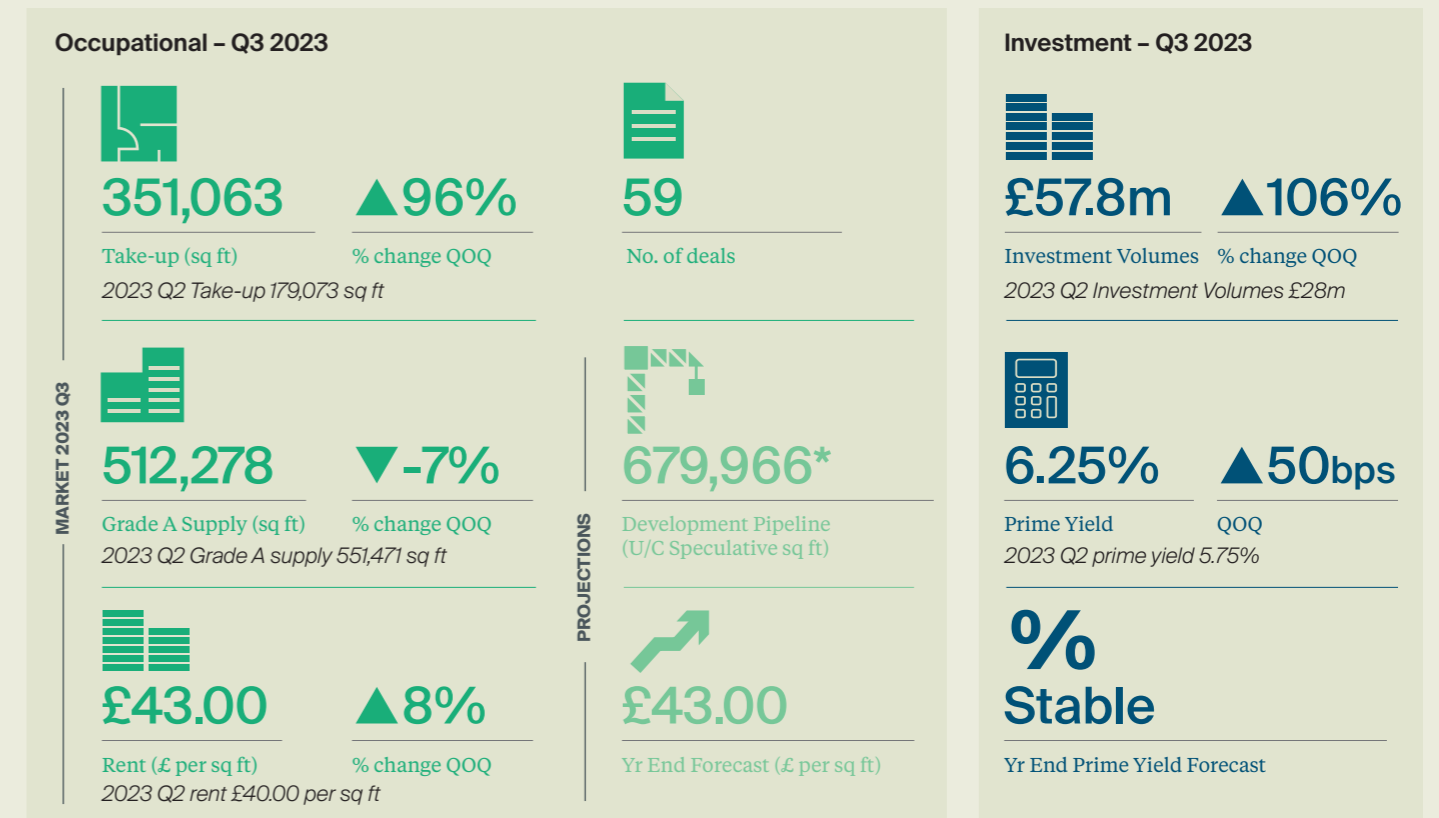 Occupational – Q3 2023
MARKET 2023 Q3
351,063
▲96%
Take-up (sq ft)
% change QOQ
2023 Q2 Take-up 179,073 sq ft
59
No. of deals
512,278
▼-7%
Grade A Supply (sq ft)
% change QOQ
2023 Q2 Grade A supply 551,471 sq ft
£43.00
▲8%
Rent (£ per sq ft)
% change QOQ
2023 Q2 rent £40.00 per sq ft
PROJECTIONS
679,966*
Development Pipeline
(U/C Speculative sq ft)
£43.00
Yr End Forecast (£ per sq ft)
Investment – Q3 2023
£57.8m
▲106%
Investment Volumes
% change QOQ
2023 Q2 Investment Volumes £28m
6.25%
▲50bps
Prime Yield
QOQ
2023 Q2 prime yield 5.75%
%
Stable
Yr End Prime Yield Forecast